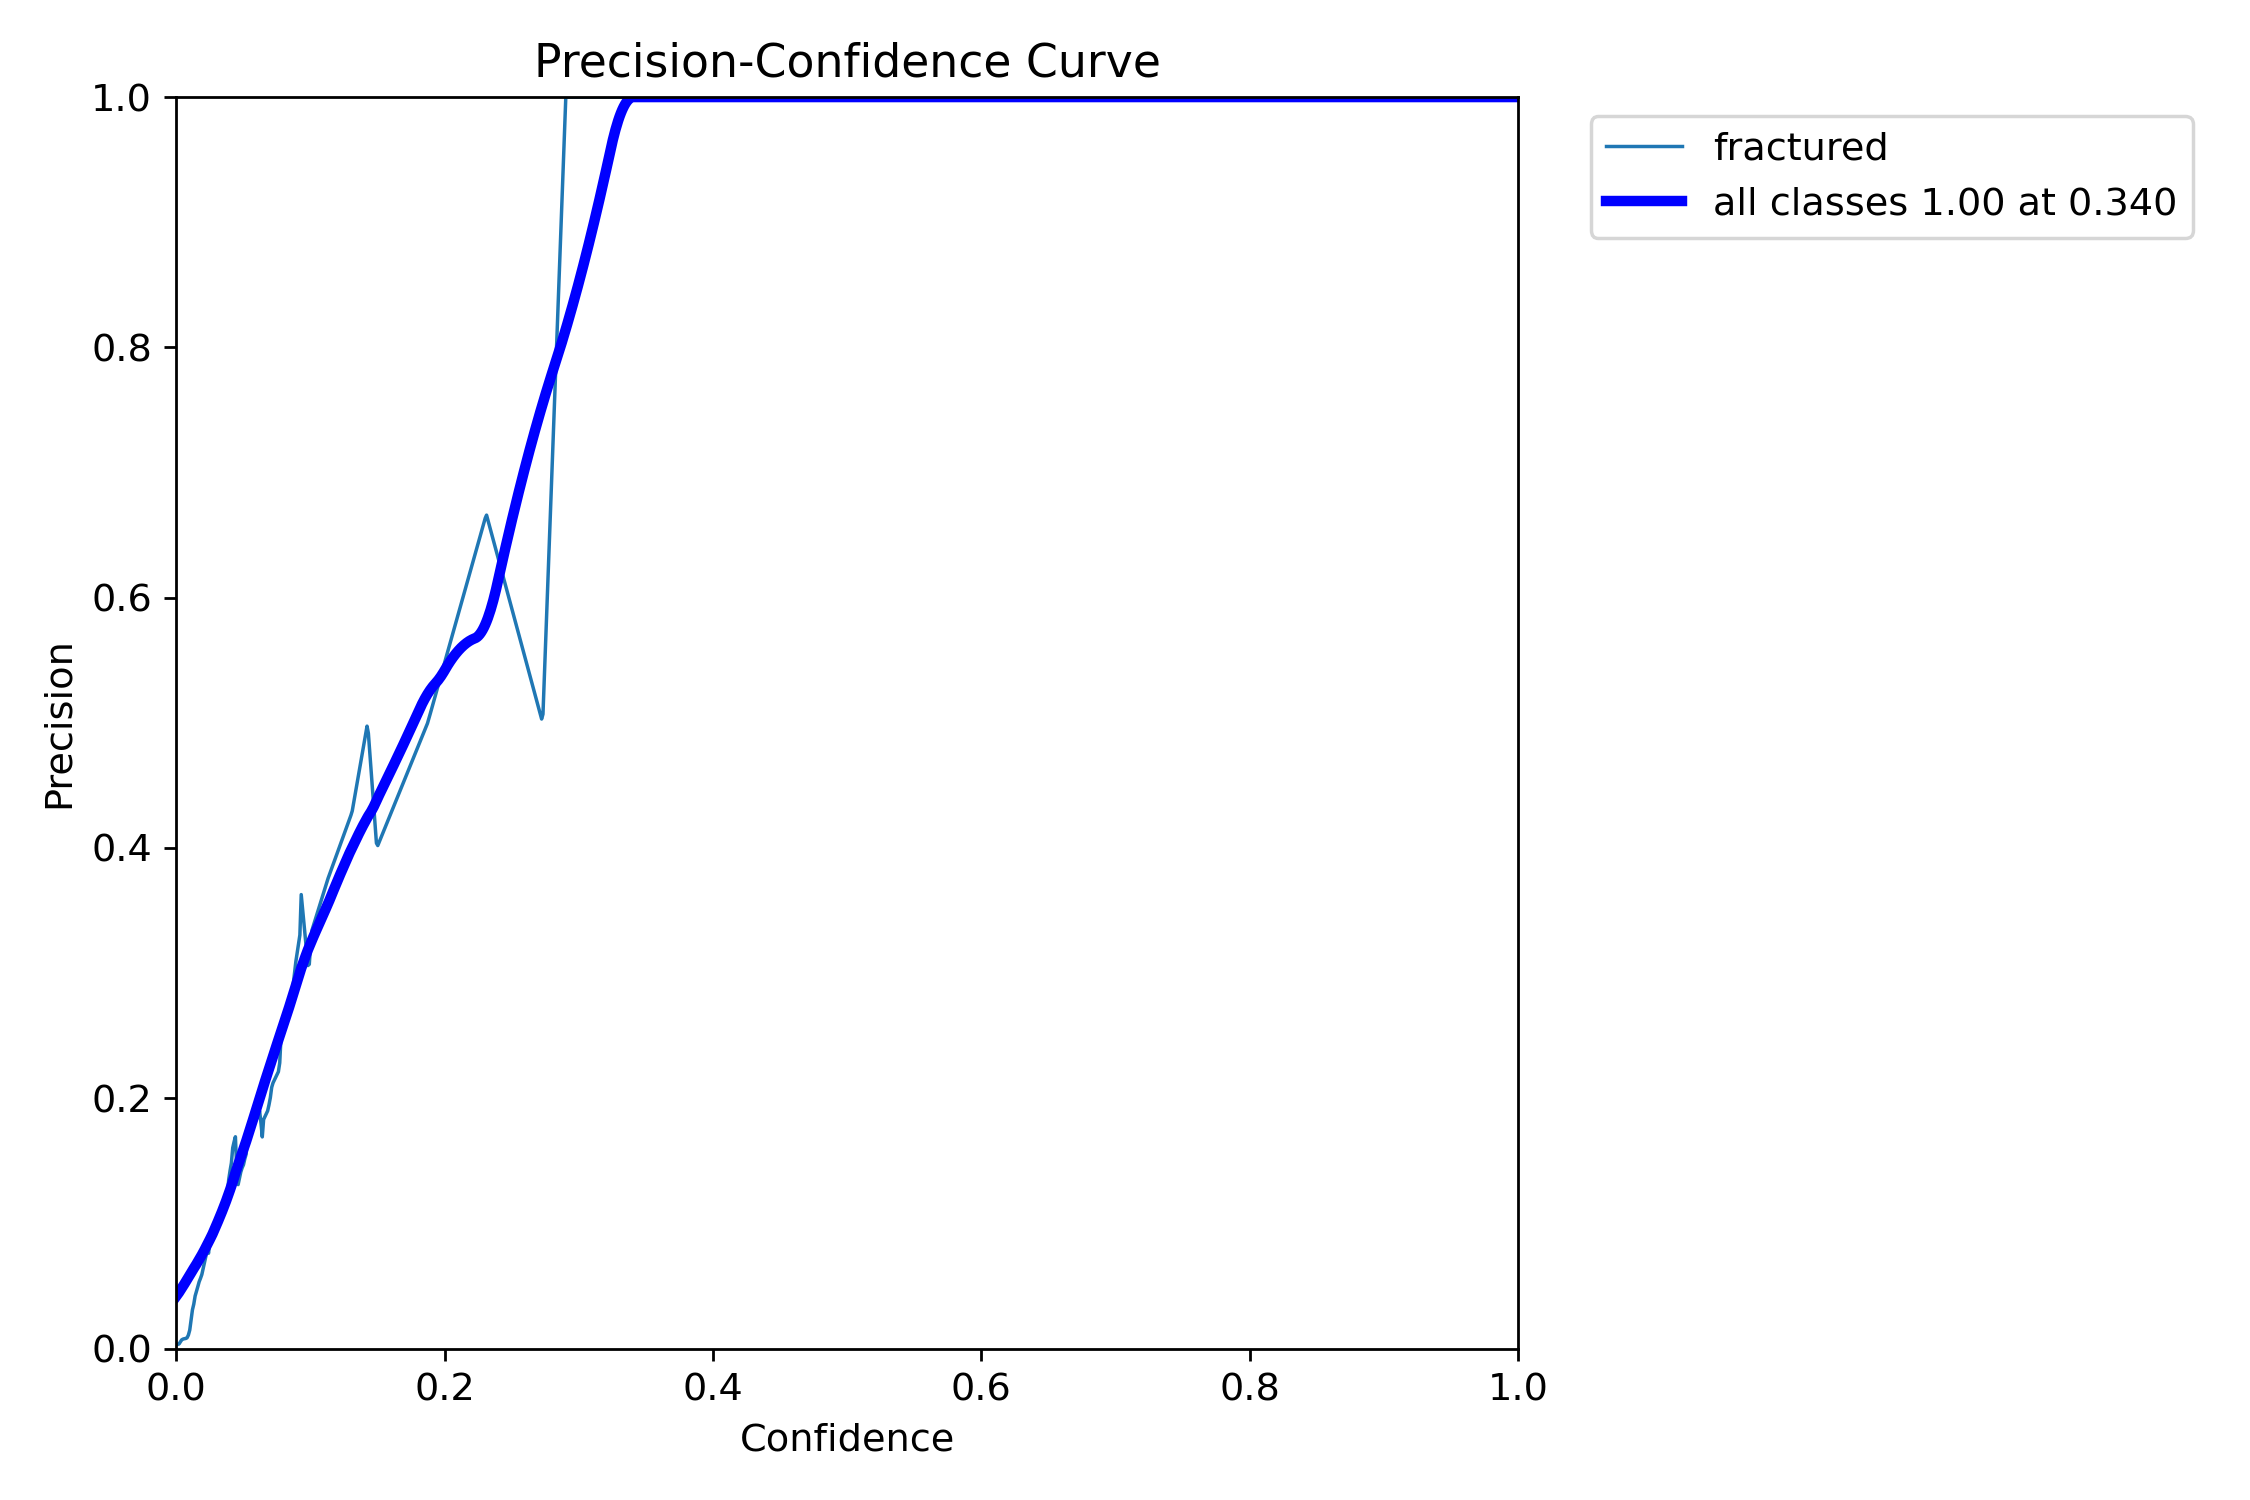 Precision-Confidence Curve
1.0
0.8
0.6
0.4
0.2
0.0
Precision
0.0 0.2 0.4 0.6 0.8 1.0
Confidence
fractured
all classes 1.00 at 0.340